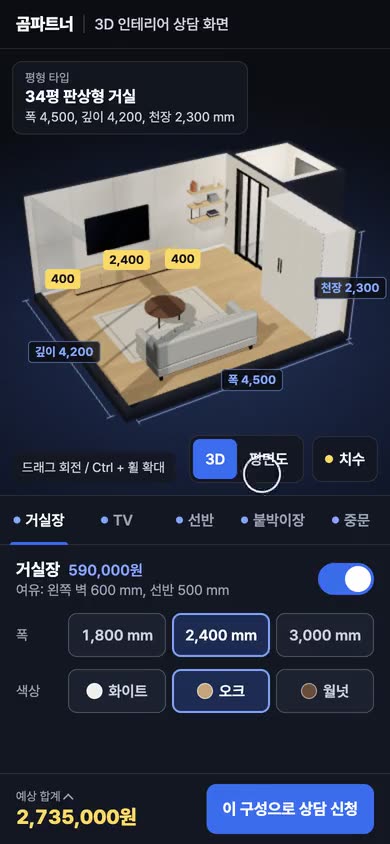 곰파트너 3D 인테리어 상담 화면
평형 타입
34평 판상형 거실
폭 4,500, 깊이 4,200, 천장 2,300 mm
400
2,400
400
천장 2,300
깊이 4,200
폭 4,500
드래그 회전 / Ctrl + 휠 확대
3D
평면도
치수
거실장
TV
선반
붙박이장
중문
거실장 590,000원
여유: 왼쪽 벽 600 mm, 선반 500 mm
폭
1,800 mm
2,400 mm
3,000 mm
색상
화이트
오크
월넛
예상 합계
2,735,000원
이 구성으로 상담 신청